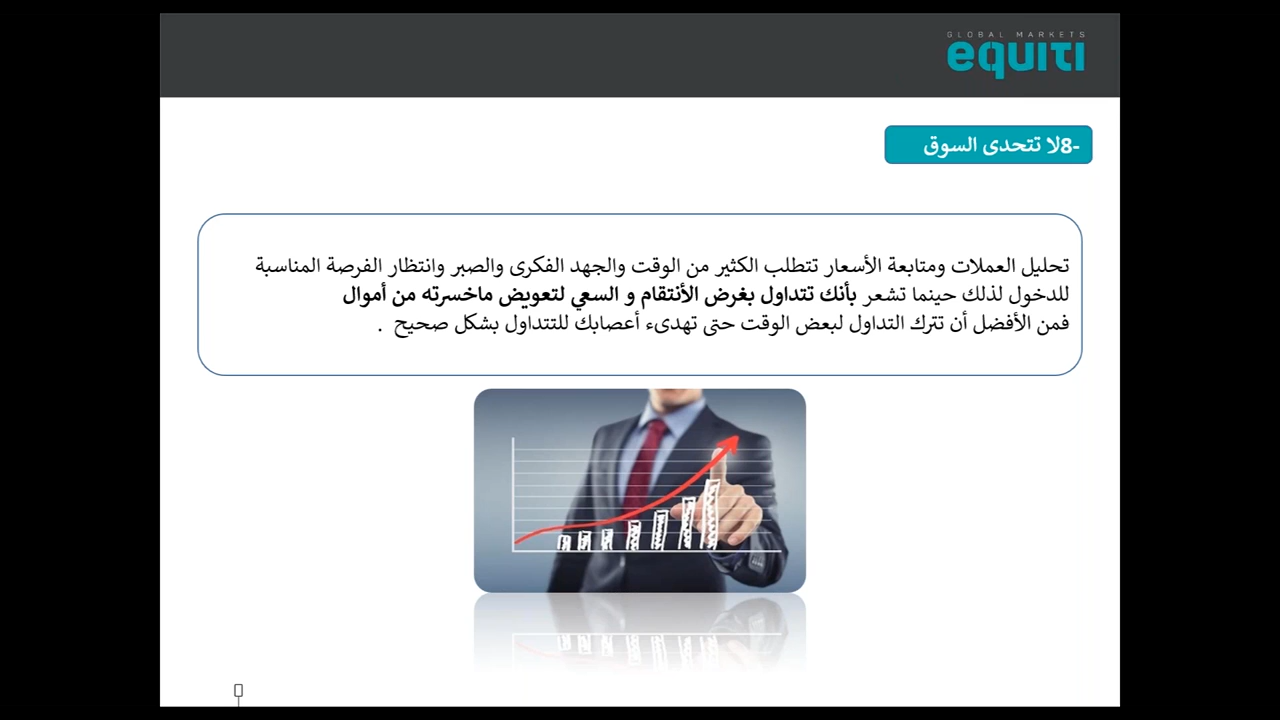 GLOBAL MARKETS
equiti
8-لا تتحدى السوق
تحليل العملات ومتابعة الأسعار تتطلب الكثير من الوقت والجهد الفكرى والصبر وانتظار الفرصة المناسبة
للدخول لذلك حينما تشعر بأنك تتداول بغرض الأنتقام و السعي لتعويض ماخسرته من أموال
فمن الأفضل أن تترك التداول لبعض الوقت حتى تهدىء أعصابك للتتداول بشكل صحيح .